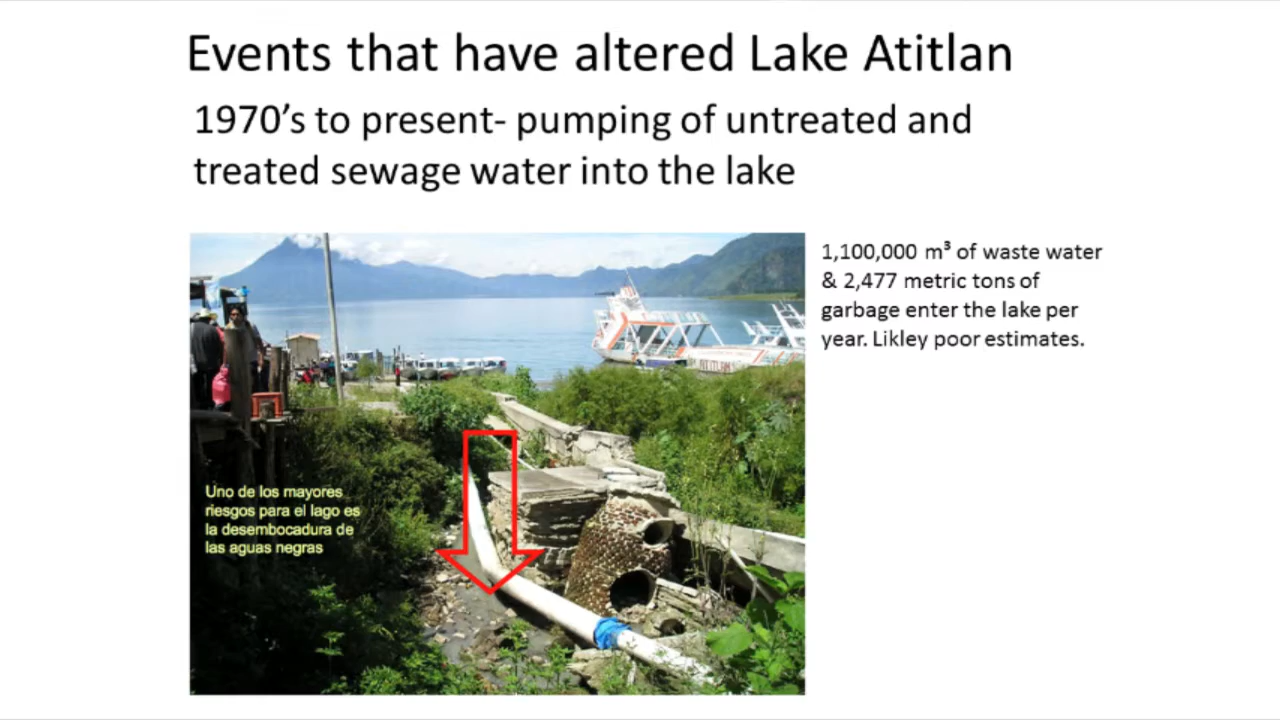 Events that have altered Lake Atitlan
1970’s to present- pumping of untreated and
treated sewage water into the lake
1,100,000 m³ of waste water
& 2,477 metric tons of
garbage enter the lake per
year. Likley poor estimates.
Uno de los mayores
riesgos para el lago es
la desembocadura de
las aguas negras